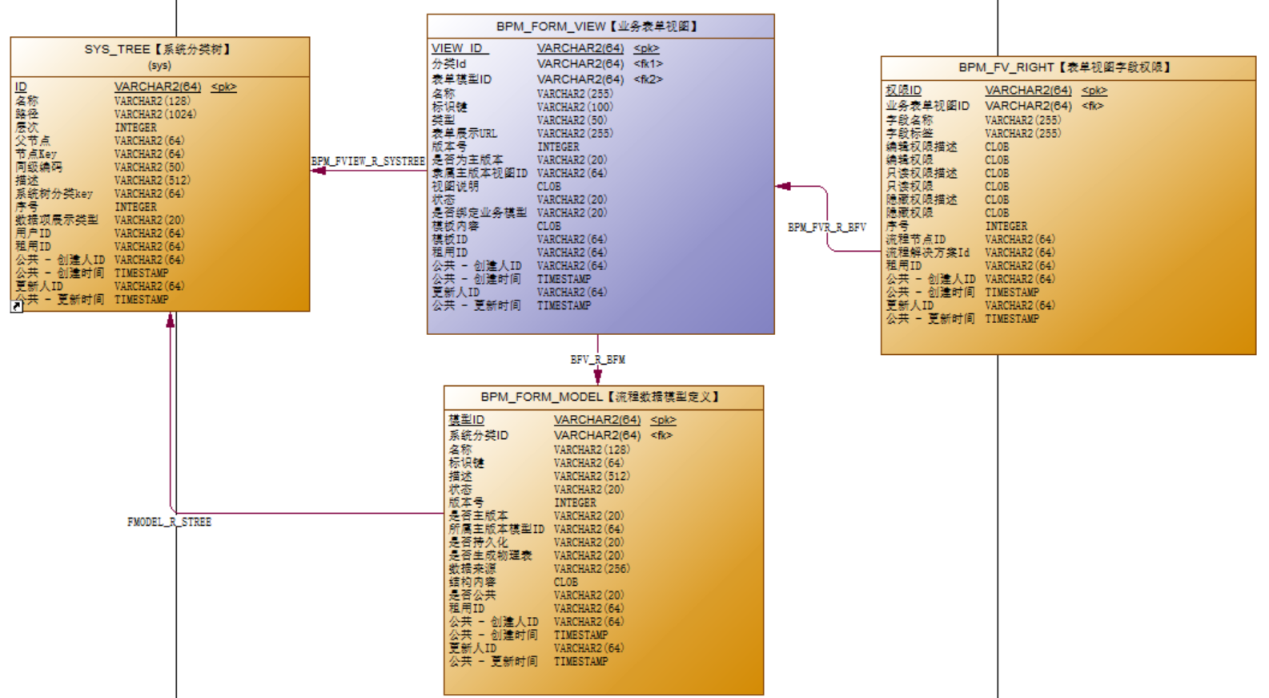 SYS_TREE【系统分类树】
(sys)
ID VARCHAR2(64) <pk>
名称 VARCHAR2(128)
路径 VARCHAR2(1024)
层次 INTEGER
父节点 VARCHAR2(64)
节点Key VARCHAR2(64)
同级编码 VARCHAR2(50)
描述 VARCHAR2(512)
系统树分类key VARCHAR2(64)
序号 INTEGER
数据项展示类型 VARCHAR2(20)
用户ID VARCHAR2(64)
租用ID VARCHAR2(64)
公共 - 创建人ID VARCHAR2(64)
公共 - 创建时间 TIMESTAMP
更新人ID VARCHAR2(64)
公共 - 更新时间 TIMESTAMP
BPM_FVIEW_R_SYSTREE
BPM_FORM_VIEW【业务表单视图】
VIEW_ID VARCHAR2(64) <pk>
分类Id VARCHAR2(64) <fk1>
表单模型ID VARCHAR2(64) <fk2>
名称 VARCHAR2(255)
标识键 VARCHAR2(100)
类型 VARCHAR2(50)
表单展示URL VARCHAR2(255)
版本号 INTEGER
是否为主版本 VARCHAR2(20)
隶属主版本视图ID VARCHAR2(64)
视图说明 CLOB
状态 VARCHAR2(20)
是否绑定业务模型 VARCHAR2(20)
模板内容 CLOB
模板ID VARCHAR2(64)
租用ID VARCHAR2(64)
公共 - 创建人ID VARCHAR2(64)
公共 - 创建时间 TIMESTAMP
更新人ID VARCHAR2(64)
公共 - 更新时间 TIMESTAMP
BPM_FVR_R_BFV
BPM_FV_RIGHT【表单视图字段权限】
权限ID VARCHAR2(64) <pk>
业务表单视图ID VARCHAR2(64) <fk>
字段名称 VARCHAR2(255)
字段标签 VARCHAR2(255)
编辑权限描述 CLOB
编辑权限 CLOB
只读权限描述 CLOB
只读权限 CLOB
隐藏权限描述 CLOB
隐藏权限 CLOB
序号 INTEGER
流程节点ID VARCHAR2(64)
流程解决方案Id VARCHAR2(64)
租用ID VARCHAR2(64)
公共 - 创建人ID VARCHAR2(64)
公共 - 创建时间 TIMESTAMP
更新人ID VARCHAR2(64)
公共 - 更新时间 TIMESTAMP
BFV_R_BFM
BPM_FORM_MODEL【流程数据模型定义】
模型ID VARCHAR2(64) <pk>
系统分类ID VARCHAR2(64) <fk>
名称 VARCHAR2(128)
标识键 VARCHAR2(64)
描述 VARCHAR2(512)
状态 VARCHAR2(20)
版本号 INTEGER
是否主版本 VARCHAR2(20)
所属主版本模型ID VARCHAR2(64)
是否持久化 VARCHAR2(20)
是否生成物理表 VARCHAR2(20)
数据来源 VARCHAR2(256)
结构内容 CLOB
是否公共 VARCHAR2(20)
租用ID VARCHAR2(64)
公共 - 创建人ID VARCHAR2(64)
公共 - 创建时间 TIMESTAMP
更新人ID VARCHAR2(64)
公共 - 更新时间 TIMESTAMP
FMODEL_R_STREE